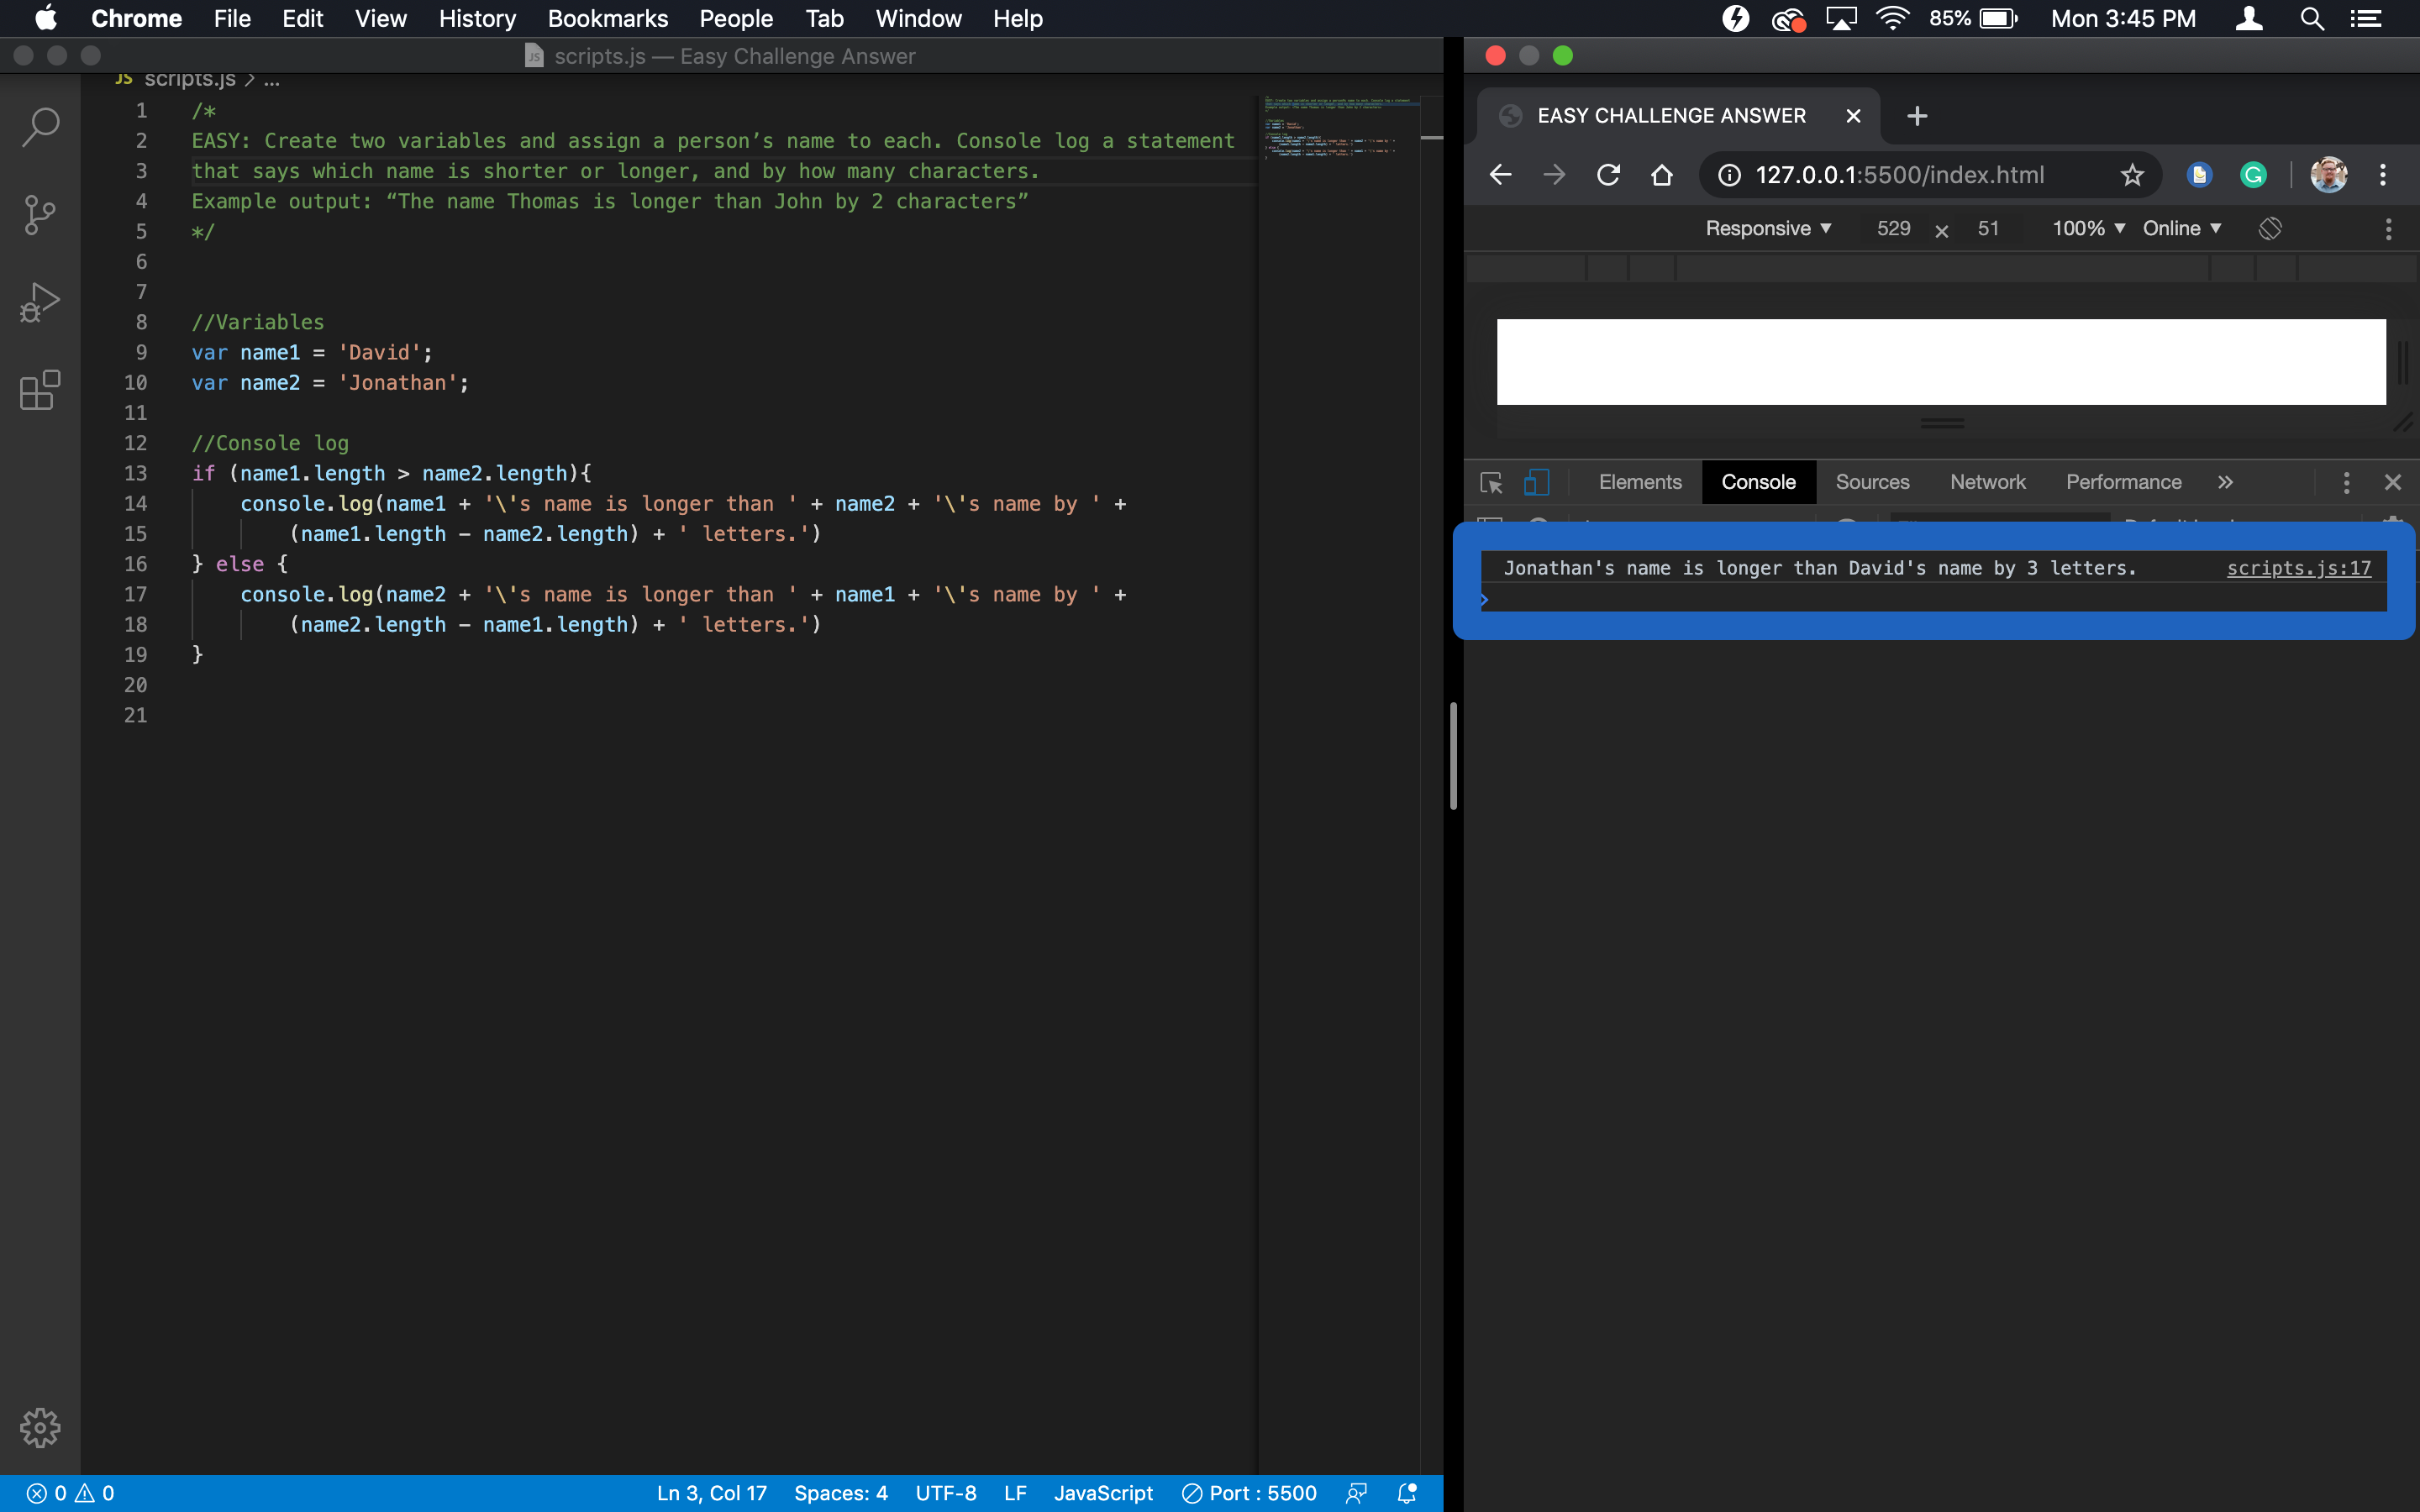 Chrome File Edit View History Bookmarks People Tab Window Help 85% Mon 3:45 PM
scripts.js — Easy Challenge Answer
JS scripts.js > ...
1 /*
2 EASY: Create two variables and assign a person’s name to each. Console log a statement
3 that says which name is shorter or longer, and by how many characters.
4 Example output: “The name Thomas is longer than John by 2 characters”
5 */
6
7
8 //Variables
9 var name1 = 'David';
10 var name2 = 'Jonathan';
11
12 //Console log
13 if (name1.length > name2.length){
14 console.log(name1 + '\'s name is longer than ' + name2 + '\'s name by ' +
15 (name1.length - name2.length) + ' letters.')
16 } else {
17 console.log(name2 + '\'s name is longer than ' + name1 + '\'s name by ' +
18 (name2.length - name1.length) + ' letters.')
19 }
20
21
0 0 Ln 3, Col 17 Spaces: 4 UTF-8 LF JavaScript Port : 5500
EASY CHALLENGE ANSWER
127.0.0.1:5500/index.html
Responsive 529 × 51 100% Online
Elements Console Sources Network Performance »
Jonathan's name is longer than David's name by 3 letters. scripts.js:17